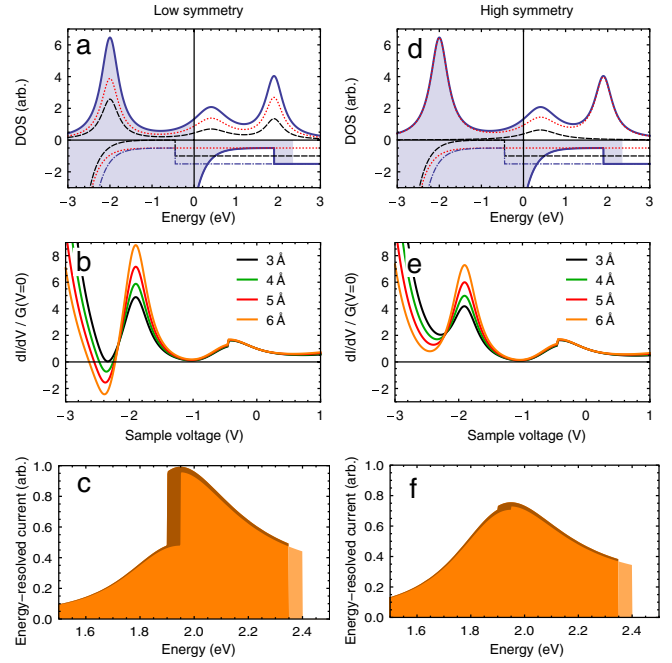 Low symmetry
High symmetry
a
DOS (arb.)
6
4
2
0
−2
−3 −2 −1 0 1 2 3
Energy (eV)
d
DOS (arb.)
6
4
2
0
−2
−3 −2 −1 0 1 2 3
Energy (eV)
b
dI/dV / G(V=0)
8
6
4
2
0
−2
3 Å
4 Å
5 Å
6 Å
−3 −2 −1 0 1
Sample voltage (V)
e
dI/dV / G(V=0)
8
6
4
2
0
−2
3 Å
4 Å
5 Å
6 Å
−3 −2 −1 0 1
Sample voltage (V)
c
Energy−resolved current (arb.)
1.0
0.8
0.6
0.4
0.2
0.0
1.6 1.8 2.0 2.2 2.4
Energy (eV)
f
Energy−resolved current (arb.)
1.0
0.8
0.6
0.4
0.2
0.0
1.6 1.8 2.0 2.2 2.4
Energy (eV)